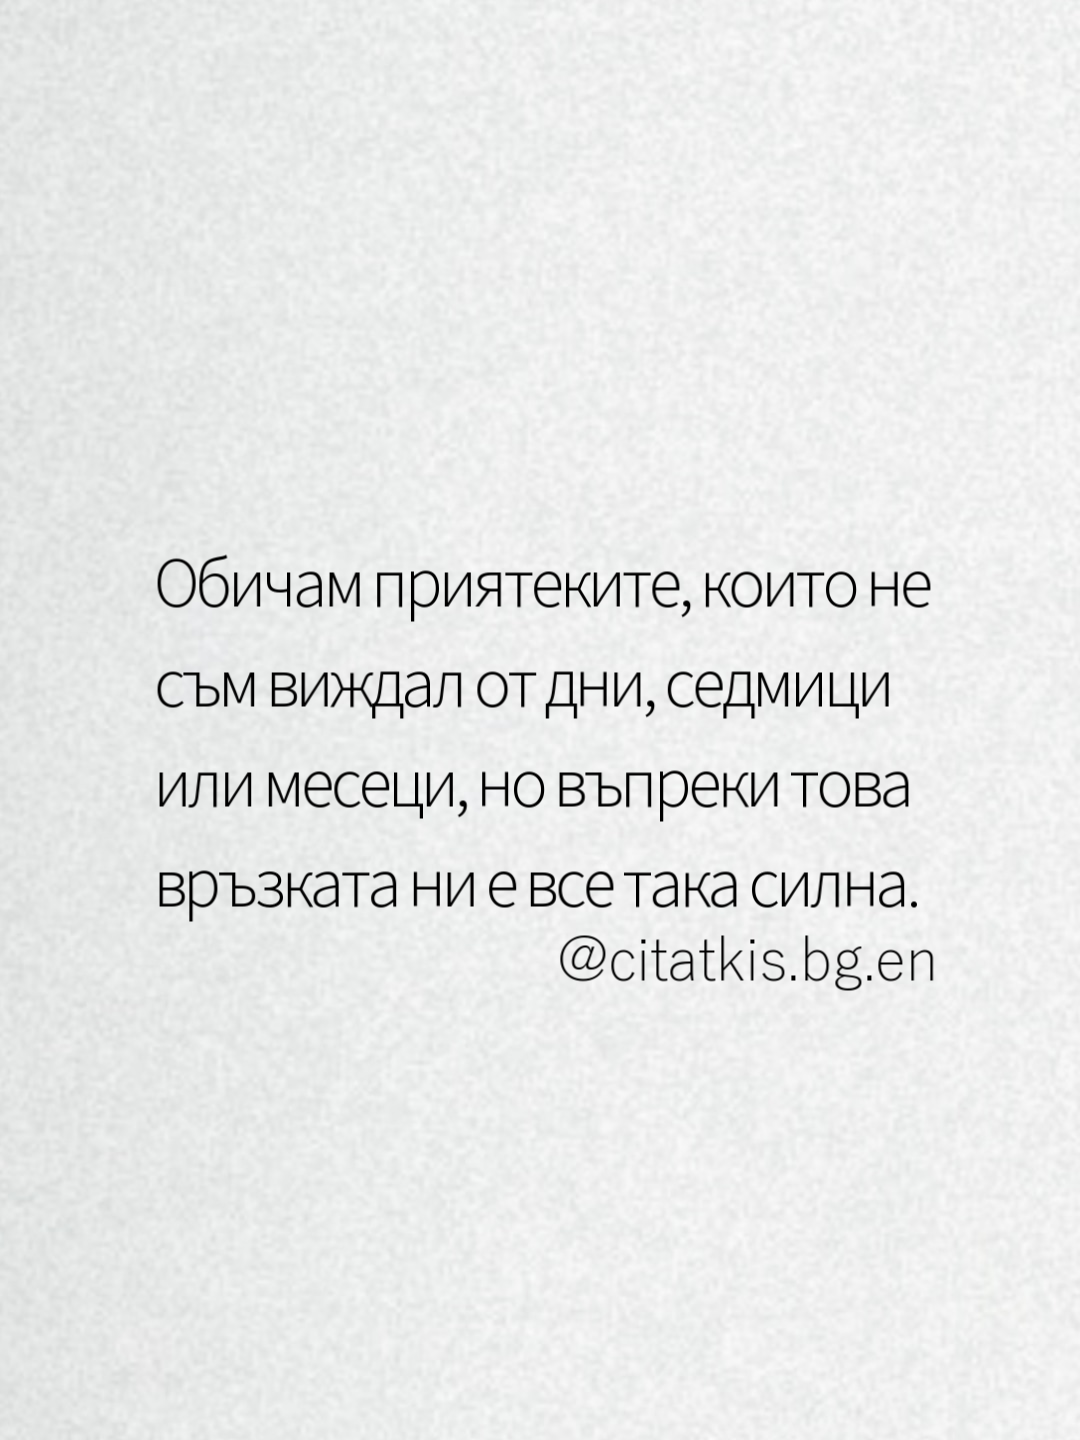 Обичам приятеките, които не
съм виждал от дни, седмици
или месеци, но въпреки това
връзката ни е все така силна.
@citatkis.bg.en